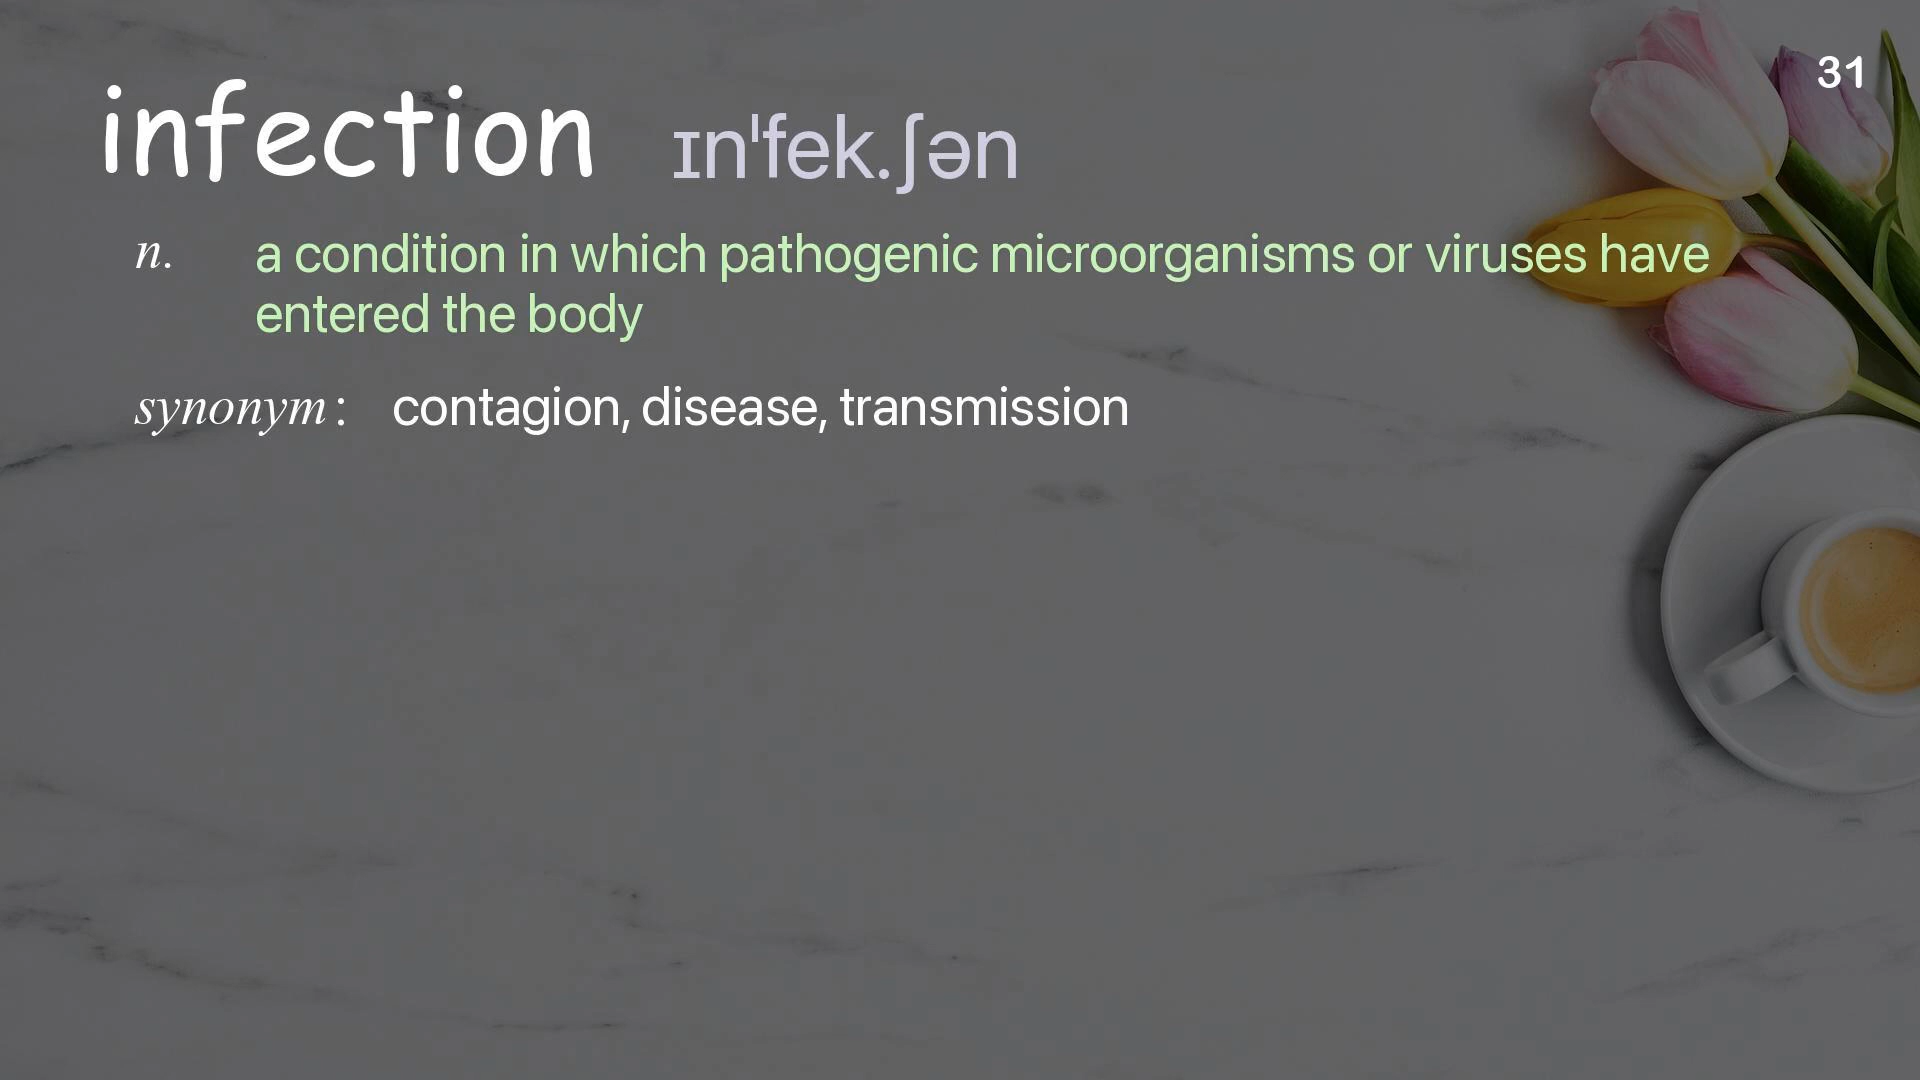 31
infection ɪnˈfek.ʃən
n. a condition in which pathogenic microorganisms or viruses have
entered the body
synonym: contagion, disease, transmission